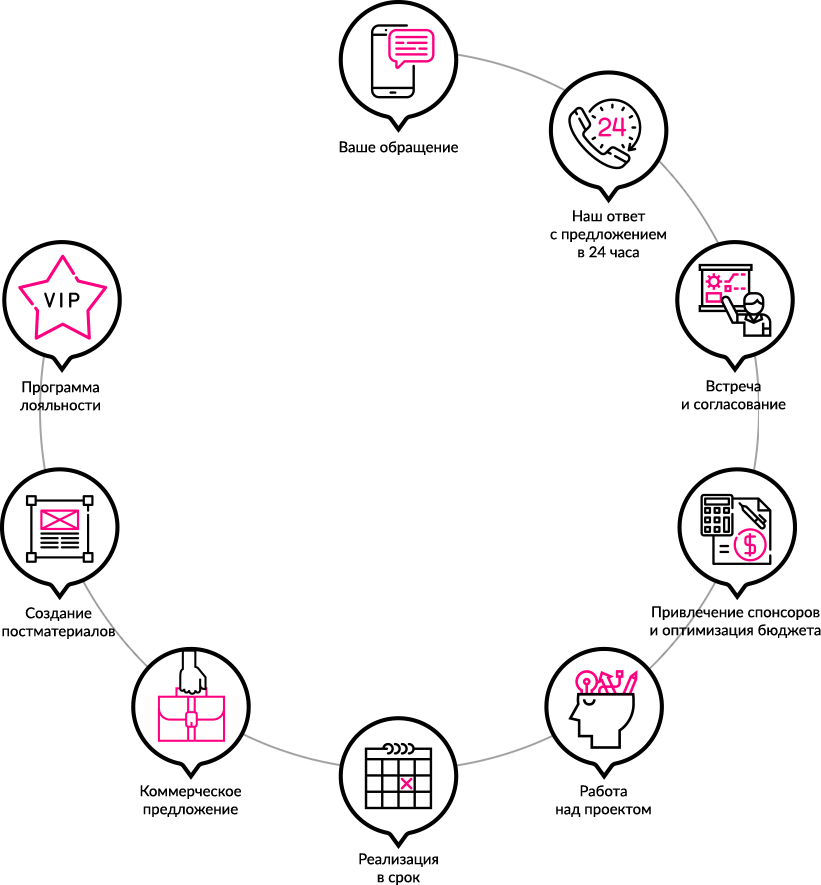 Ваше обращение
24
Наш ответ
с предложением
в 24 часа
Встреча
и согласование
$
Привлечение спонсоров
и оптимизация бюджета
Работа
над проектом
Реализация
в срок
Коммерческое
предложение
Создание
постматериалов
VIP
Программа
лояльности